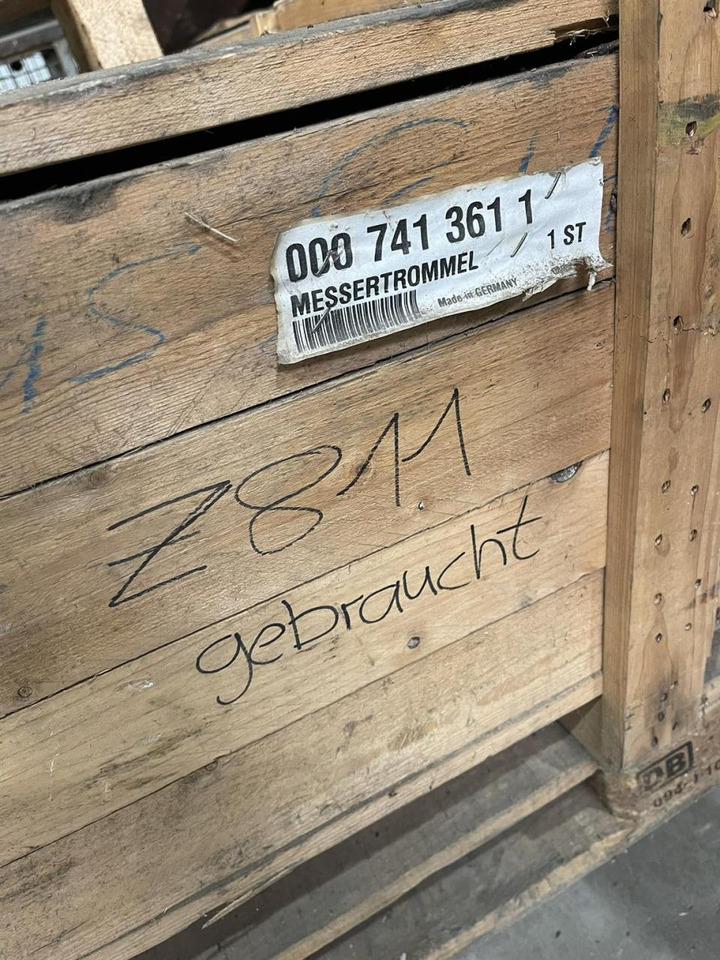 000 741 361 1
MESSERTROMMEL
1 ST
Made in GERMANY
Z811
gebraucht
DB